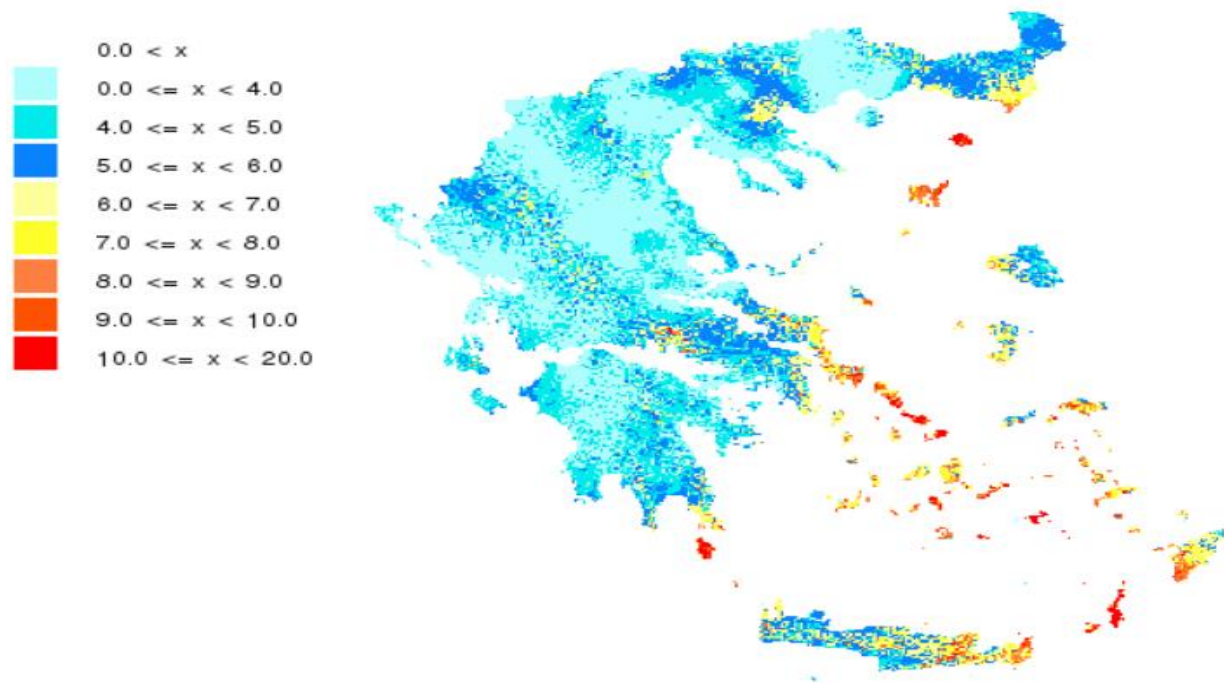 0.0 < x
0.0 <= x < 4.0
4.0 <= x < 5.0
5.0 <= x < 6.0
6.0 <= x < 7.0
7.0 <= x < 8.0
8.0 <= x < 9.0
9.0 <= x < 10.0
10.0 <= x < 20.0